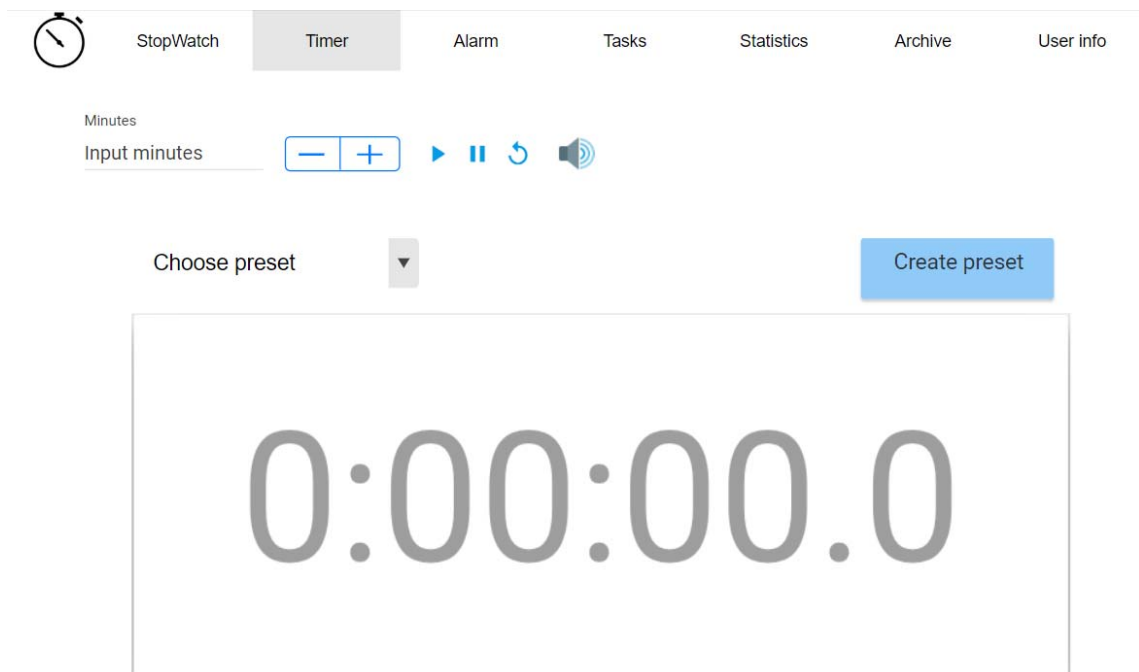 StopWatch Timer Alarm Tasks Statistics Archive User info
Minutes
Input minutes
Choose preset
Create preset
0:00:00.0